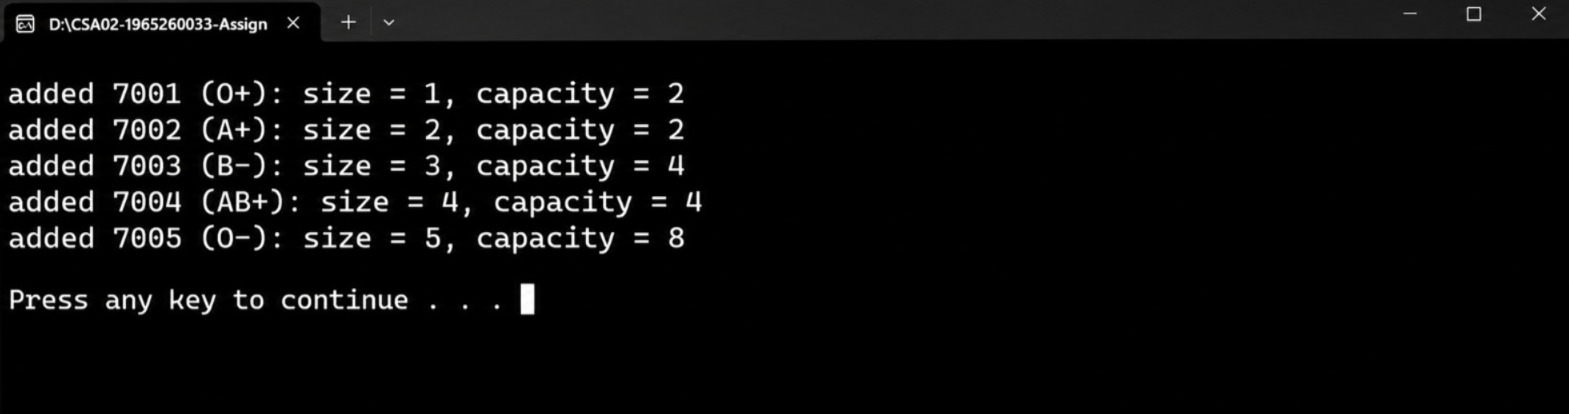 D:\CSA02-1965260033-Assign
added 7001 (O+): size = 1, capacity = 2
added 7002 (A+): size = 2, capacity = 2
added 7003 (B-): size = 3, capacity = 4
added 7004 (AB+): size = 4, capacity = 4
added 7005 (O-): size = 5, capacity = 8
Press any key to continue . . .